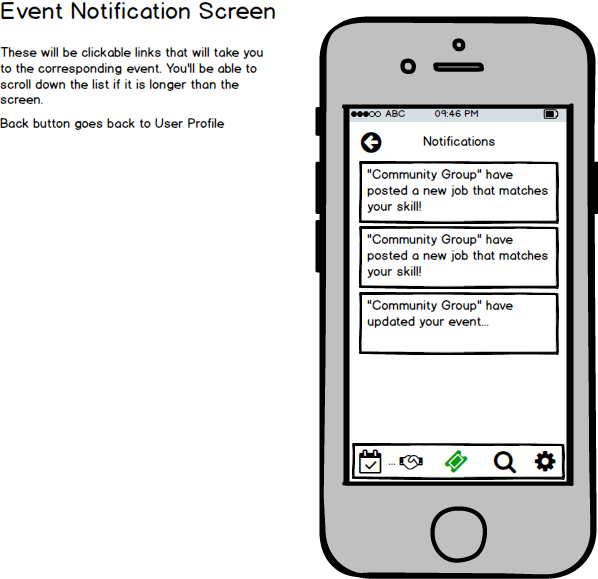 Event Notification Screen
These will be clickable links that will take you
to the corresponding event. You'll be able to
scroll down the list if it is longer than the
screen.
Back button goes back to User Profile
ABC 09:46 PM
Notifications
"Community Group" have
posted a new job that matches
your skill!
"Community Group" have
posted a new job that matches
your skill!
"Community Group" have
updated your event...
...